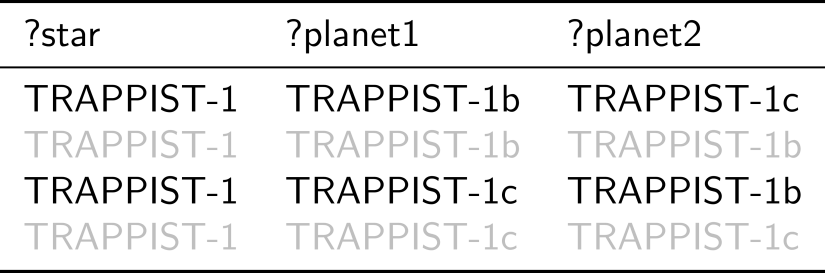 ?star ?planet1 ?planet2
TRAPPIST-1 TRAPPIST-1b TRAPPIST-1c
TRAPPIST-1 TRAPPIST-1b TRAPPIST-1b
TRAPPIST-1 TRAPPIST-1c TRAPPIST-1b
TRAPPIST-1 TRAPPIST-1c TRAPPIST-1c